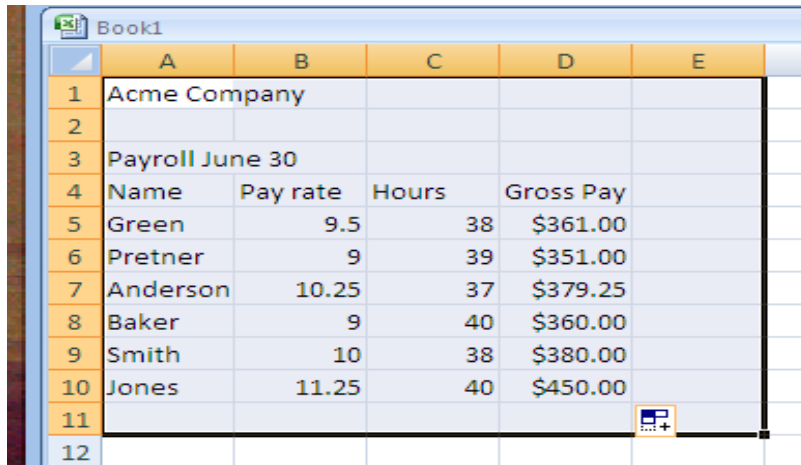 Book1
A B C D E
1 Acme Company
2
3 Payroll June 30
4 Name Pay rate Hours Gross Pay
5 Green 9.5 38 $361.00
6 Pretner 9 39 $351.00
7 Anderson 10.25 37 $379.25
8 Baker 9 40 $360.00
9 Smith 10 38 $380.00
10 Jones 11.25 40 $450.00
11
12